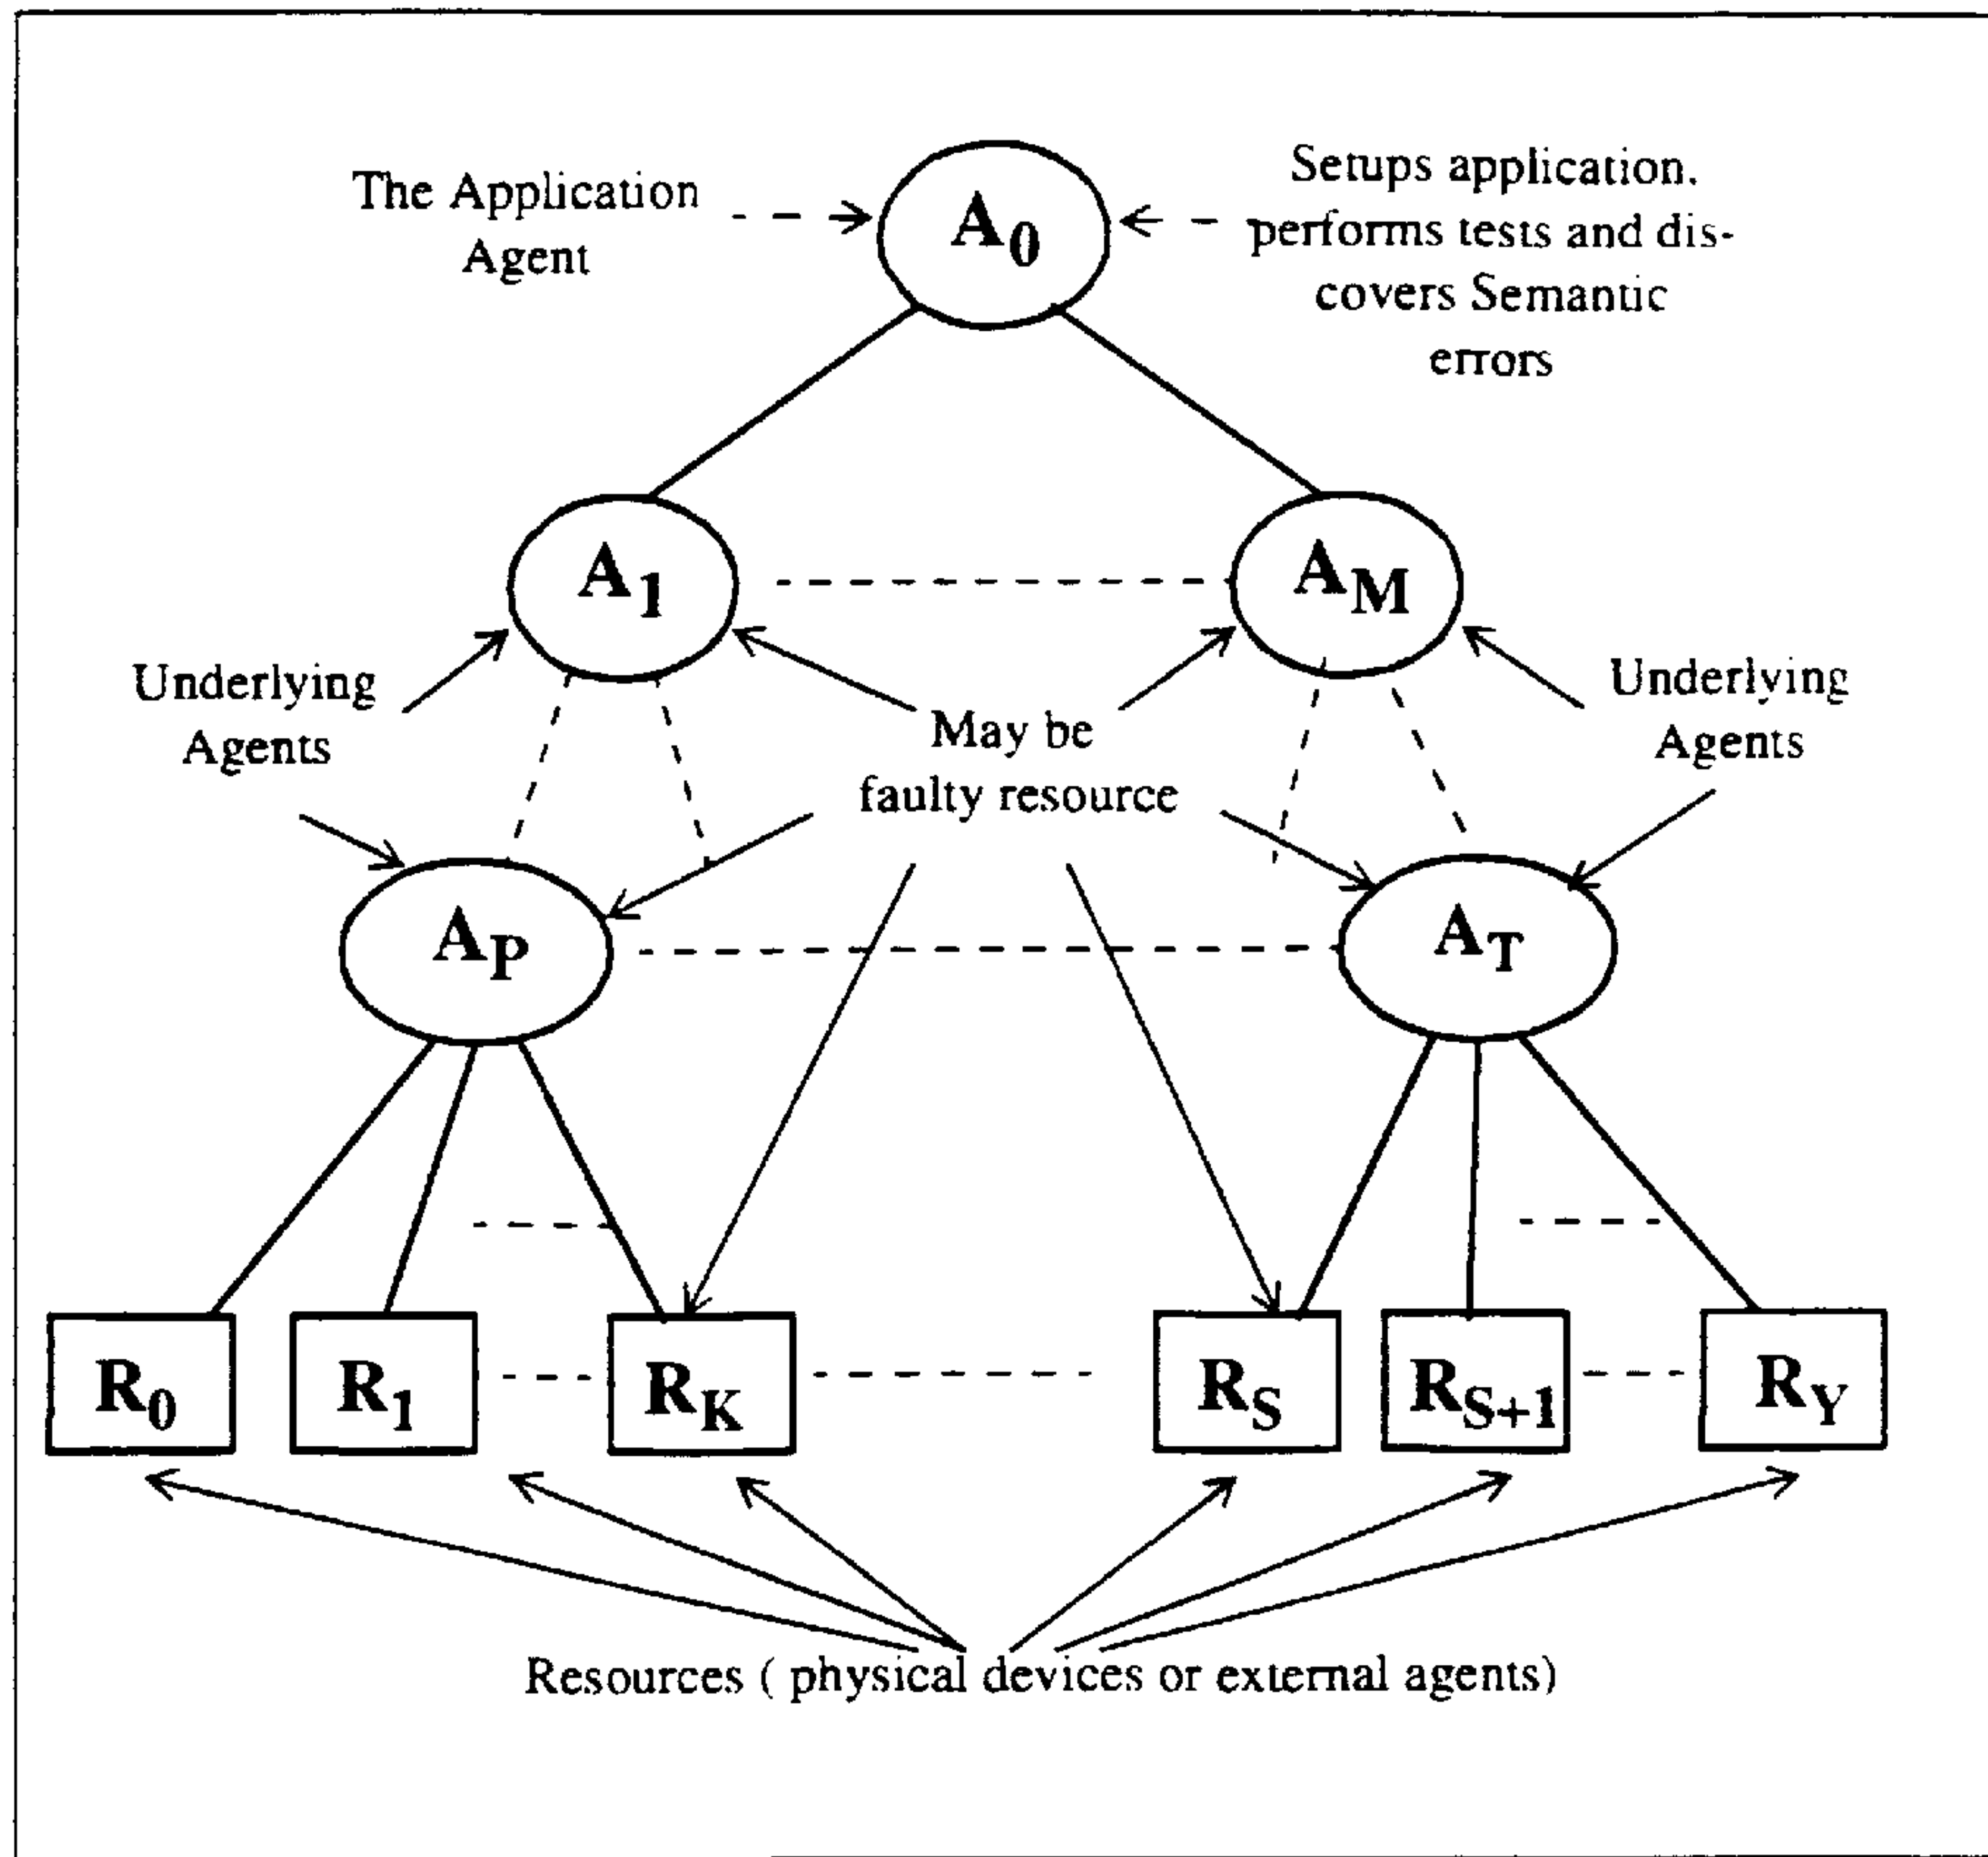 The Application
Agent
A0
Setups application.
performs tests and dis-
covers Semantic
errors
A1
AM
Underlying
Agents
May be
faulty resource
Underlying
Agents
AP
AT
R0
R1
RK
RS
RS+1
RY
Resources ( physical devices or external agents)